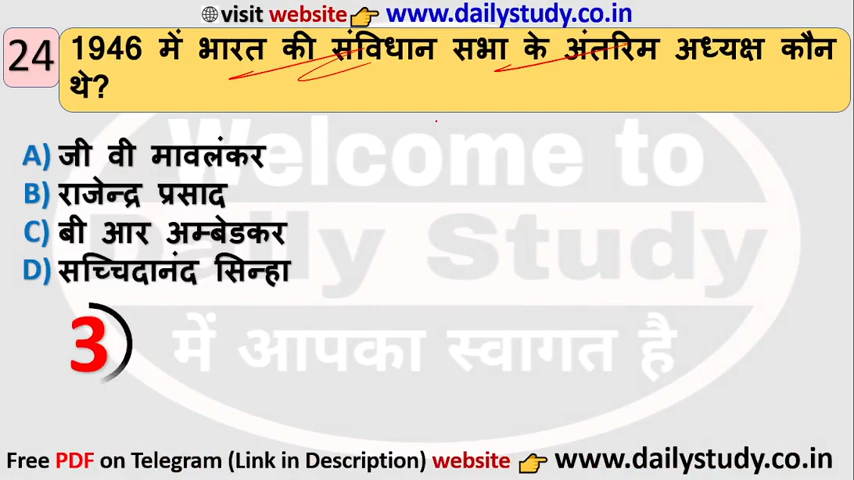 visit website 👉 www.dailystudy.co.in
24
1946 में भारत की संविधान सभा के अंतरिम अध्यक्ष कौन
थे?
A) जी वी मावलंकर
B) राजेन्द्र प्रसाद
C) बी आर अम्बेडकर
D) सच्चिदानंद सिन्हा
Welcome to
Daily Study
में आपका स्वागत है
3
Free PDF on Telegram (Link in Description) website 👉 www.dailystudy.co.in